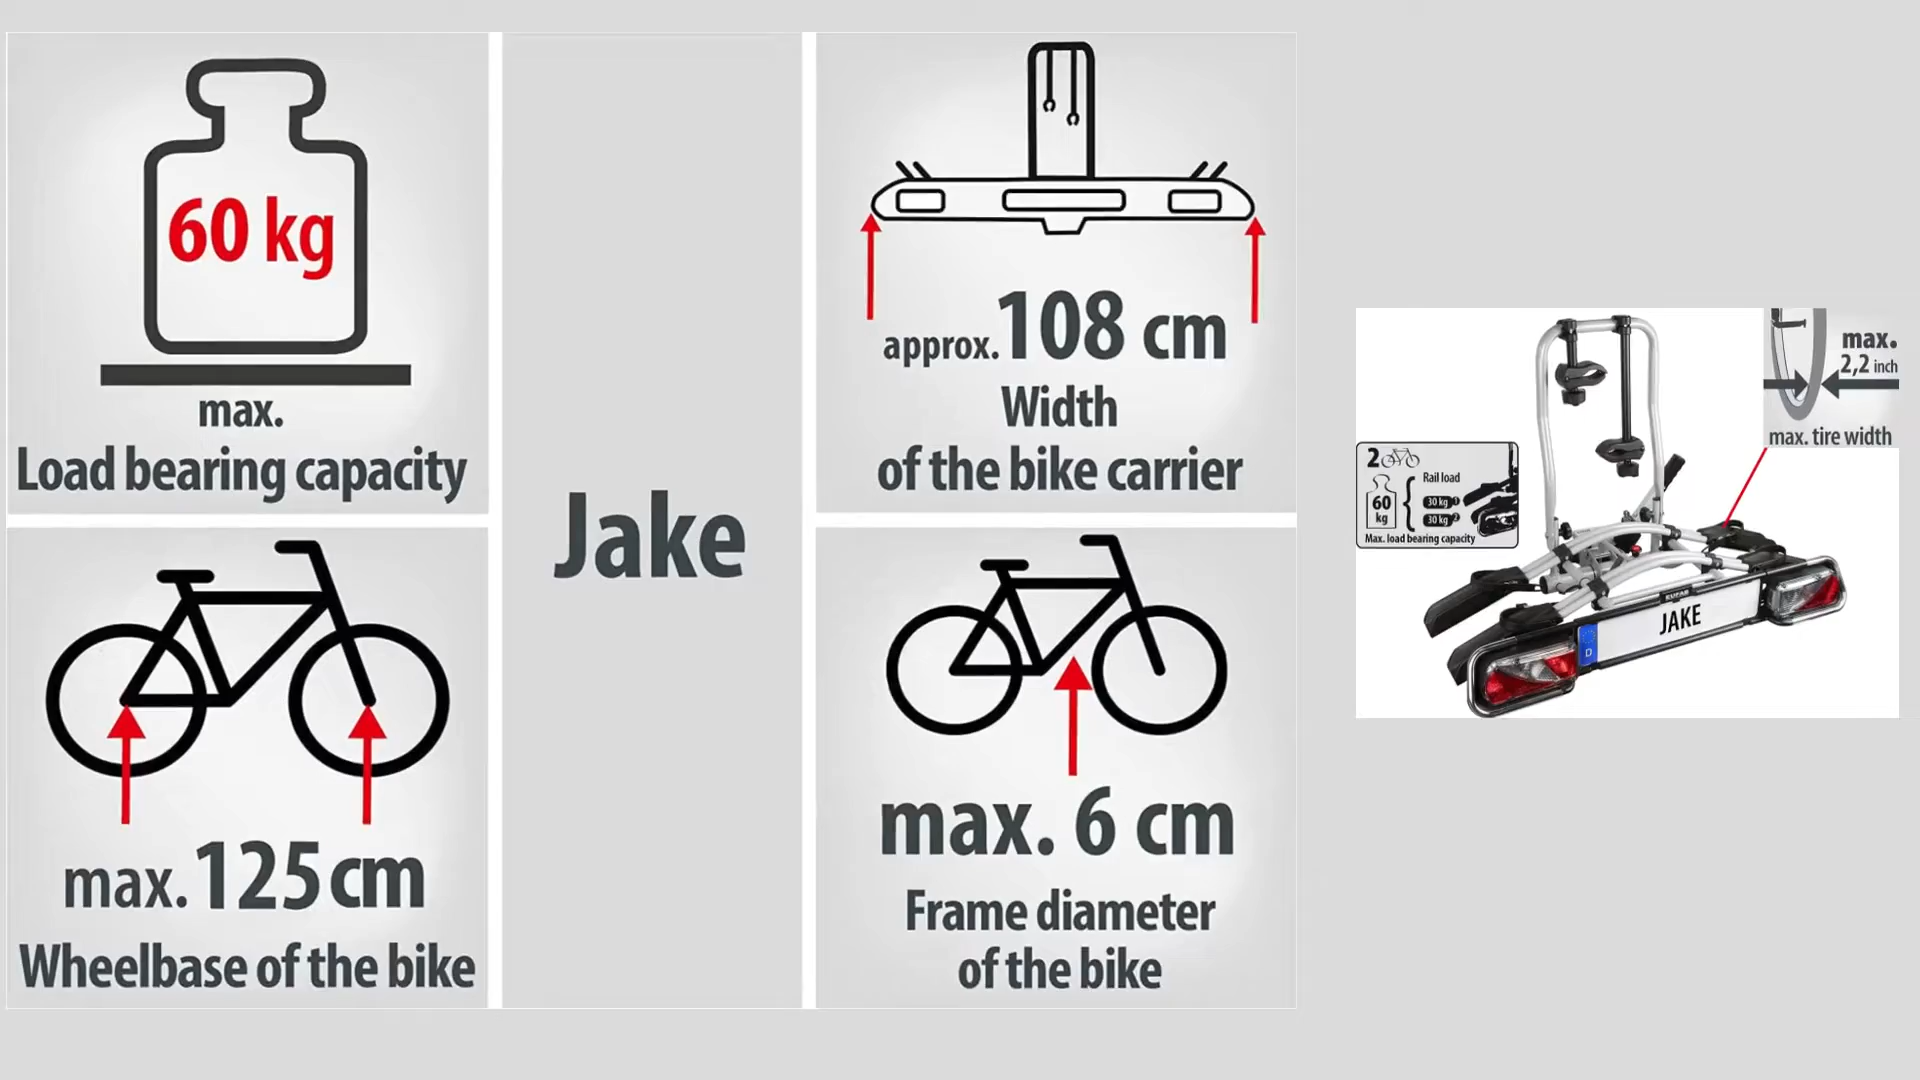 60 kg
max.
Load bearing capacity
max. 125 cm
Wheelbase of the bike
Jake
approx. 108 cm
Width
of the bike carrier
max. 6 cm
Frame diameter
of the bike
max.
2,2 inch
max. tire width
2
Rail load
60
kg
30 kg 1
30 kg 2
Max. load bearing capacity
EUFAB
JAKE
D